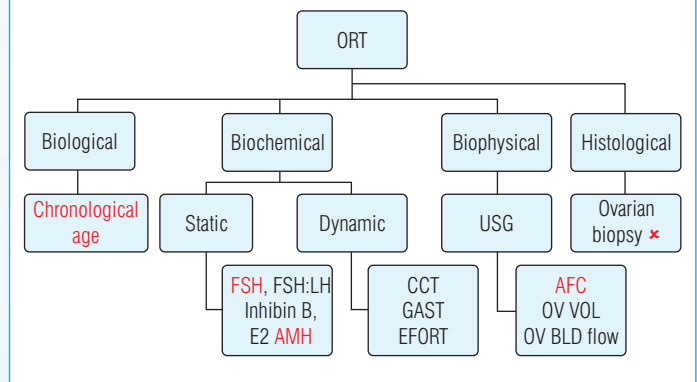 ORT
Biological
Biochemical
Biophysical
Histological
Chronological
age
Static
Dynamic
USG
Ovarian
biopsy ×
FSH, FSH:LH
Inhibin B,
E2 AMH
CCT
GAST
EFORT
AFC
OV VOL
OV BLD flow